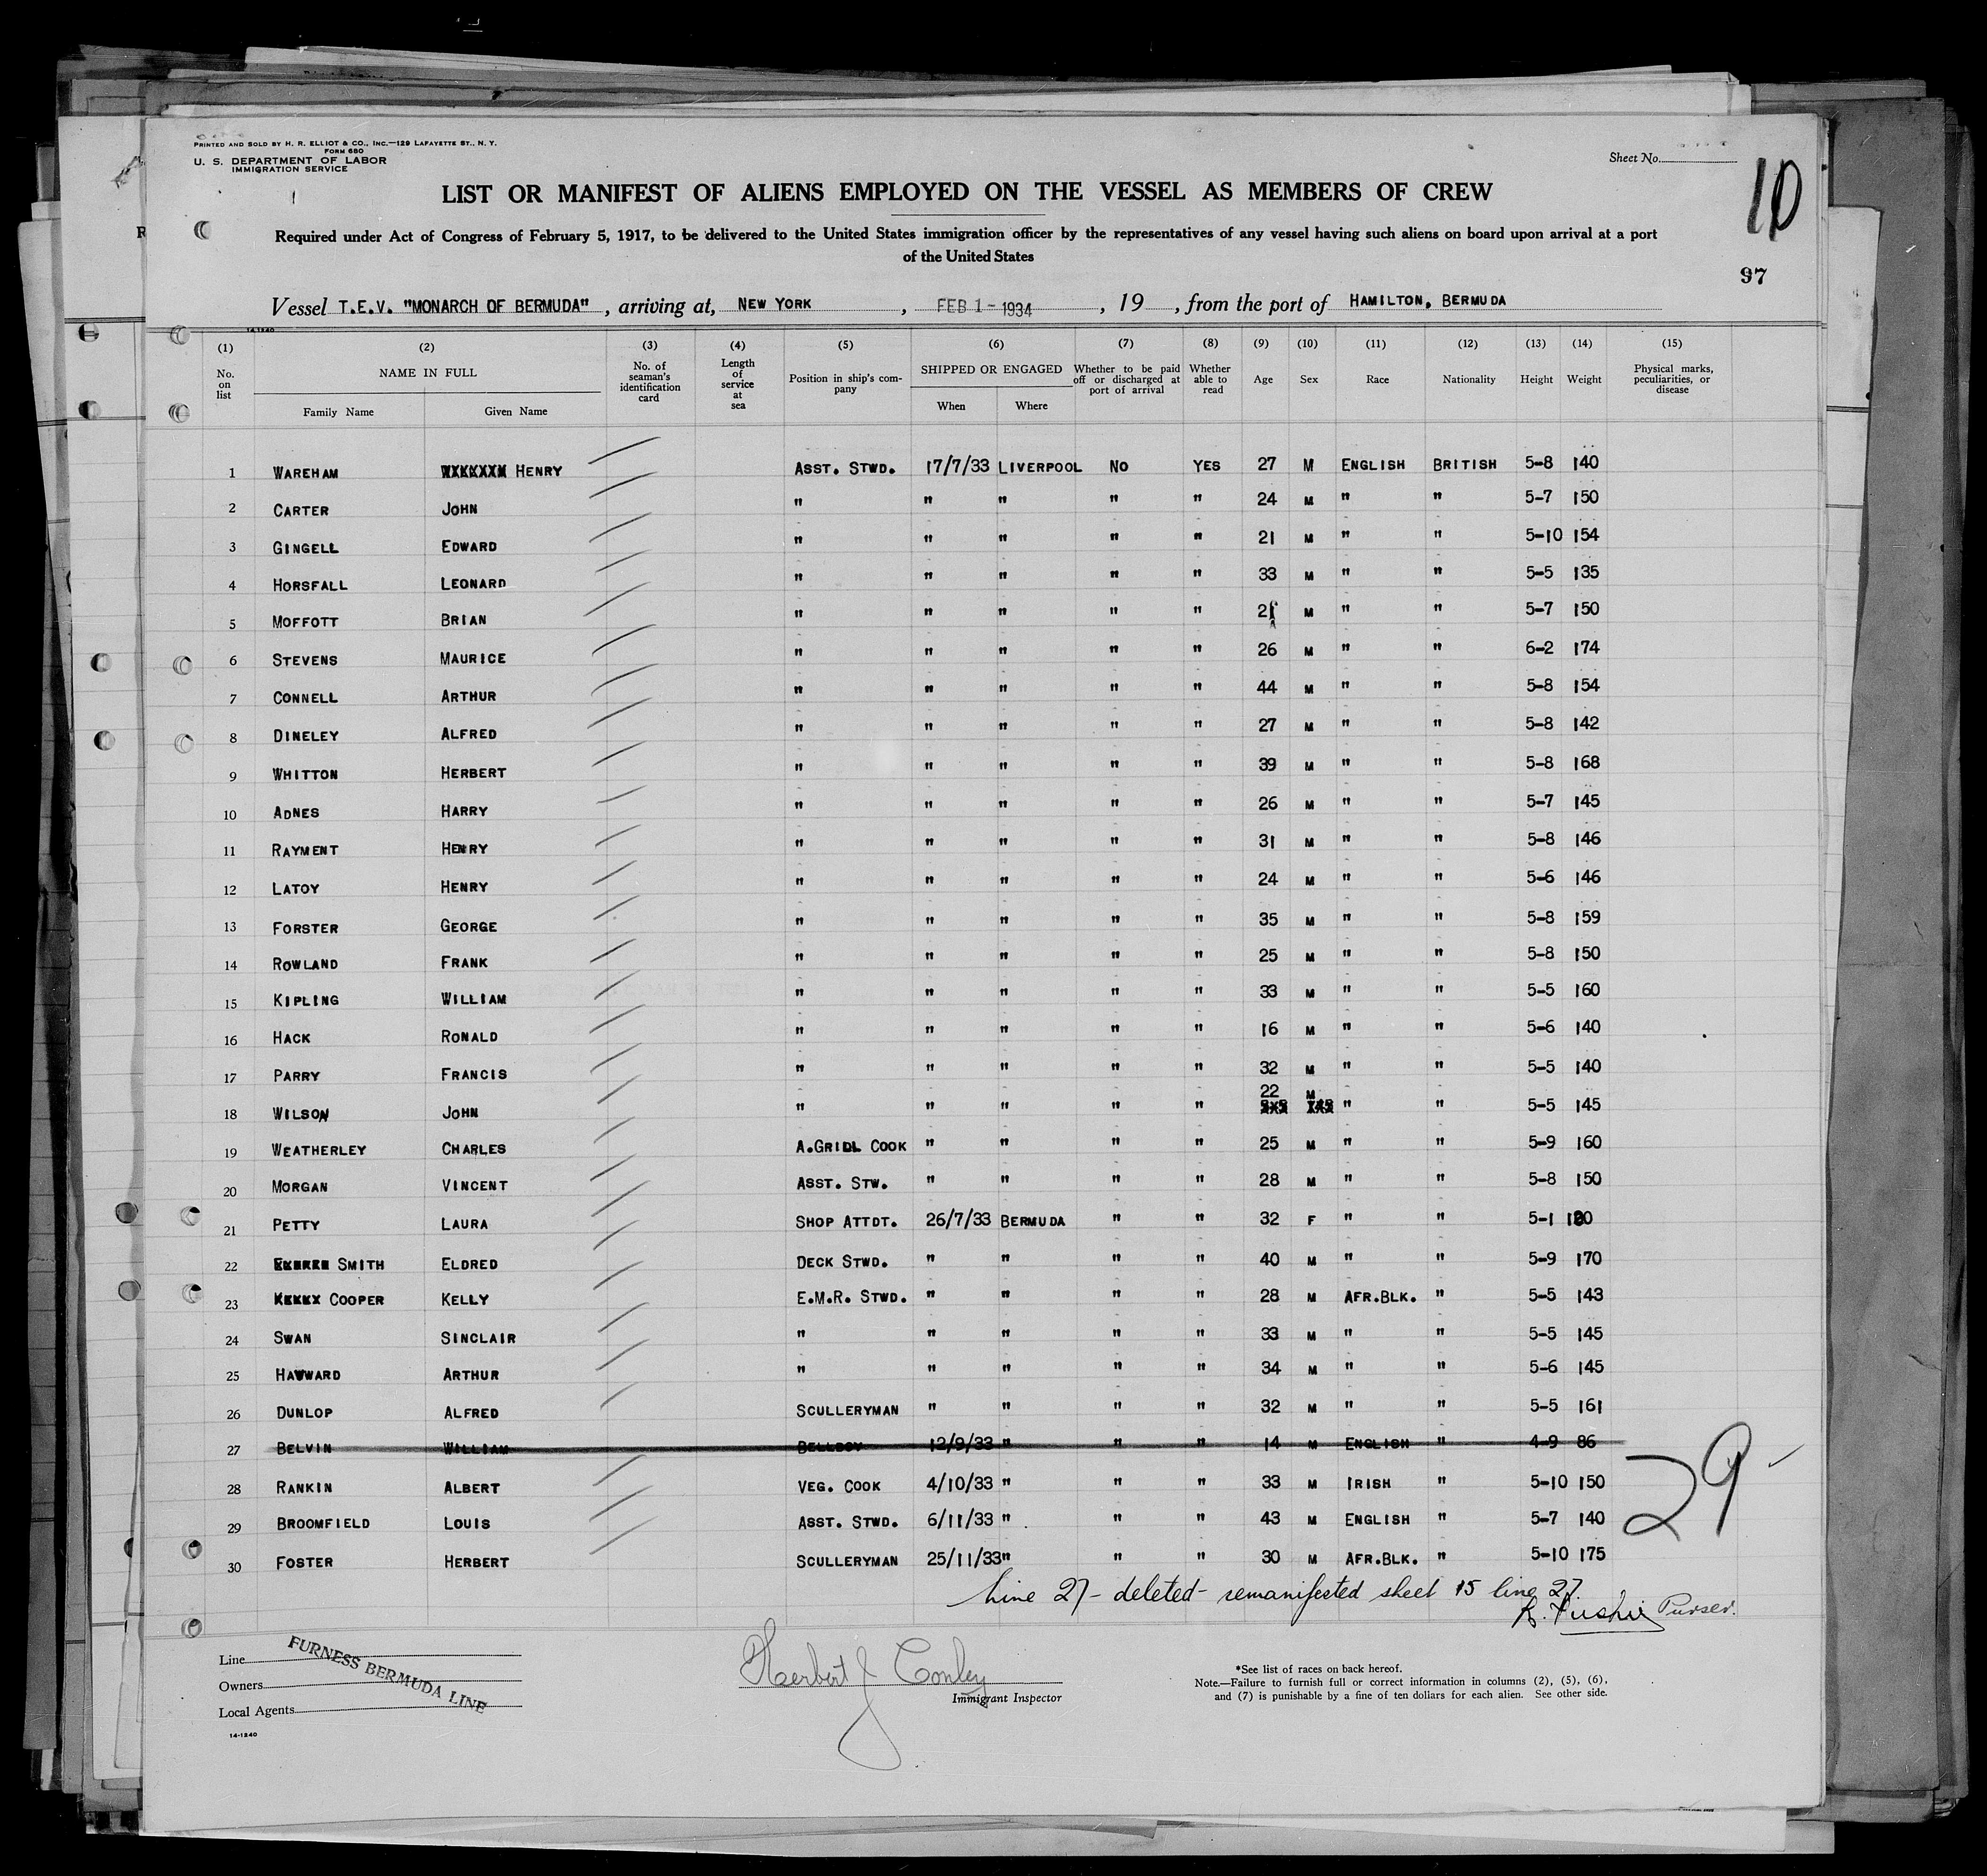 PRINTED AND SOLD BY H. R. ELLIOT & CO., INC.—129 LAFAYETTE ST., N. Y.
FORM 680
U. S. DEPARTMENT OF LABOR
IMMIGRATION SERVICE
Sheet No.
10
LIST OR MANIFEST OF ALIENS EMPLOYED ON THE VESSEL AS MEMBERS OF CREW
Required under Act of Congress of February 5, 1917, to be delivered to the United States immigration officer by the representatives of any vessel having such aliens on board upon arrival at a port
of the United States
97
Vessel T.E.V. "MONARCH OF BERMUDA" , arriving at, NEW YORK , FEB 1 - 1934 , 19 , from the port of HAMILTON, BERMUDA
14-1240
(1) (2) (3) (4) (5) (6) (7) (8) (9) (10) (11) (12) (13) (14) (15)
No. on list NAME IN FULL Family Name Given Name No. of seaman's identification card Length of service at sea Position in ship's company SHIPPED OR ENGAGED When Where Whether to be paid off or discharged at port of arrival Whether able to read Age Sex Race Nationality Height Weight Physical marks, peculiarities, or disease
1 WAREHAM HENRY ASST. STWD. 17/7/33 LIVERPOOL NO YES 27 M ENGLISH BRITISH 5-8 140
2 CARTER JOHN " " " " " 24 M " " 5-7 150
3 GINGELL EDWARD " " " " " 21 M " " 5-10 154
4 HORSFALL LEONARD " " " " " 33 M " " 5-5 135
5 MOFFOTT BRIAN " " " " " M " " 5-7 150
6 STEVENS MAURICE " " " " " 26 M " " 6-2 174
7 CONNELL ARTHUR " " " " " 44 M " " 5-8 154
8 DINELEY ALFRED " " " " " 27 M " " 5-8 142
9 WHITTON HERBERT " " " " " 39 M " " 5-8 168
10 ADNES HARRY " " " " " 26 M " " 5-7 145
11 RAYMENT HENRY " " " " " 31 M " " 5-8 146
12 LATOY HENRY " " " " " 24 M " " 5-6 146
13 FORSTER GEORGE " " " " " 35 M " " 5-8 159
14 ROWLAND FRANK " " " " " 25 M " " 5-8 150
15 KIPLING WILLIAM " " " " " 33 M " " 5-5 160
16 HACK RONALD " " " " " 16 M " " 5-6 140
17 PARRY FRANCIS " " " " " 32 M " " 5-5 140
18 WILSON JOHN " " " " " 22 M " " 5-5 145
19 WEATHERLEY CHARLES A.GRILL COOK " " " " 25 M " " 5-9 160
20 MORGAN VINCENT ASST. STW. " " " " 28 M " " 5-8 150
21 PETTY LAURA SHOP ATTDT. 26/7/33 BERMUDA " " 32 F " " 5-1
22 SMITH ELDRED DECK STWD. " " " " 40 M " " 5-9 170
23 COOPER KELLY E.M.R. STWD. " " " " 28 M AFR.BLK. " 5-5 143
24 SWAN SINCLAIR " " " " " 33 M " " 5-5 145
25 HAYWARD ARTHUR " " " " " 34 M " " 5-6 145
26 DUNLOP ALFRED SCULLERYMAN " " " " 32 M " " 5-5 161
27 BELVIN WILLIAM BELLBOY 12/9/33 " " " 14 M ENGLISH " 4-9 86
28 RANKIN ALBERT VEG. COOK 4/10/33 " " " 33 M IRISH " 5-10 150
29 BROOMFIELD LOUIS ASST. STWD. 6/11/33 " " " 43 M ENGLISH " 5-7 140
30 FOSTER HERBERT SCULLERYMAN 25/11/33 " " " 30 M AFR.BLK. " 5-10 175
29
Line 27 - deleted - remanifested sheet 15 line 27
Purser.
Line
Owners
Local Agents
FURNESS BERMUDA LINE
14-1240
Herbert J Conley
Immigrant Inspector
*See list of races on back hereof.
Note.—Failure to furnish full or correct information in columns (2), (5), (6),
and (7) is punishable by a fine of ten dollars for each alien. See other side.